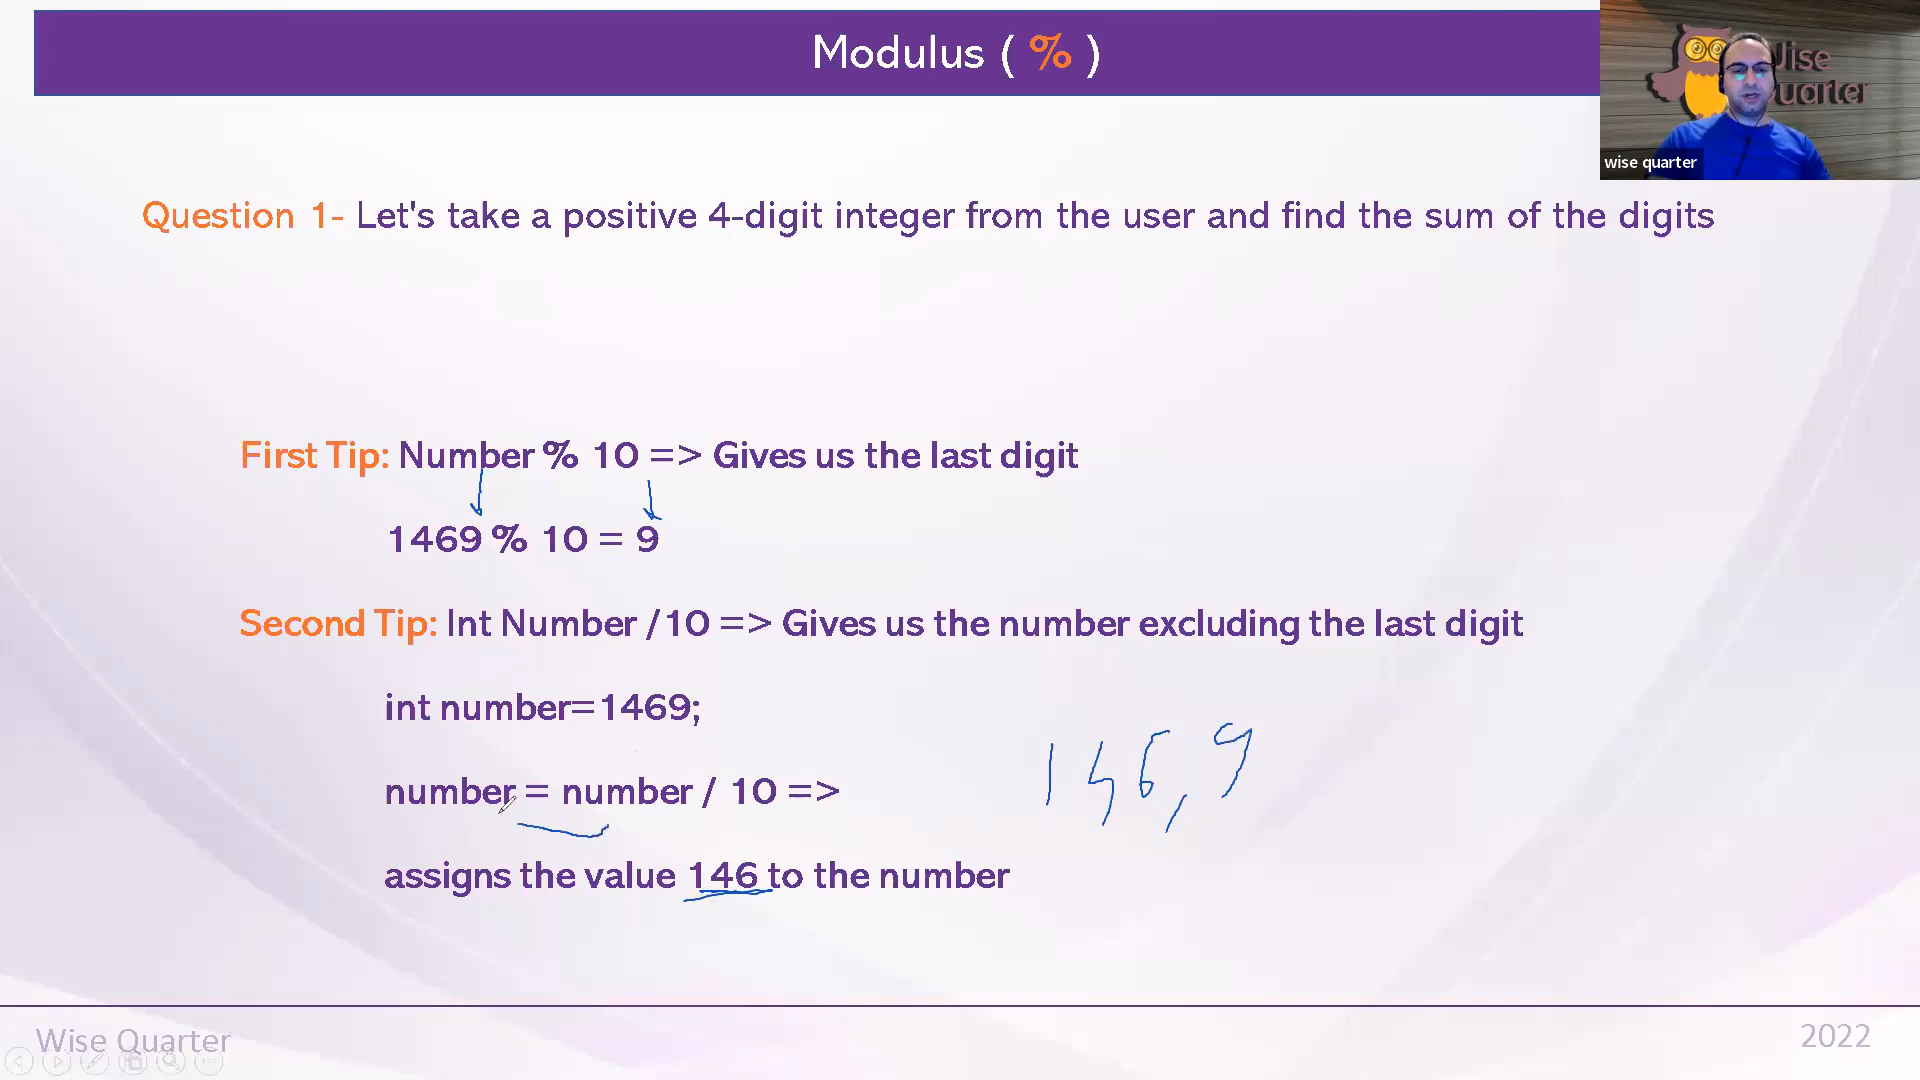 Modulus ( % )
Wise
Quarter
wise quarter
Question 1- Let's take a positive 4-digit integer from the user and find the sum of the digits
First Tip: Number % 10 => Gives us the last digit
1469 % 10 = 9
Second Tip: Int Number /10 => Gives us the number excluding the last digit
int number=1469;
number = number / 10 =>
146,9
assigns the value 146 to the number
Wise Quarter
2022